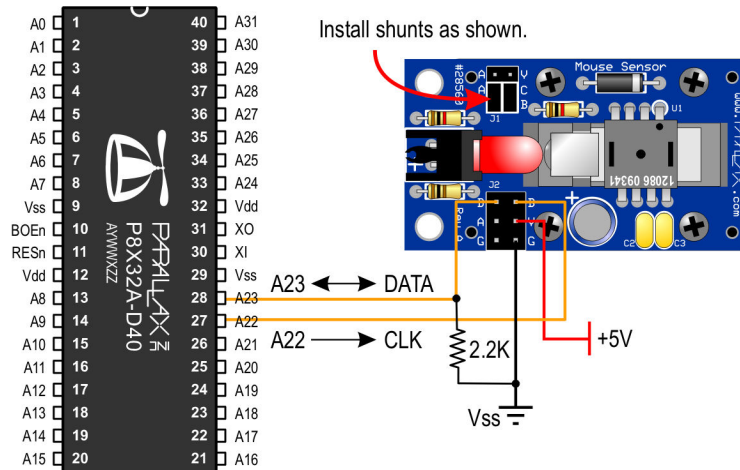 Install shunts as shown.
A0 1 40 A31
A1 2 39 A30
A2 3 38 A29
A3 4 37 A28
A4 5 36 A27
A5 6 35 A26
A6 7 34 A25
A7 8 33 A24
Vss 9 32 Vdd
BOEn 10 31 XO
RESn 11 30 XI
Vdd 12 29 Vss
A8 13 28 A23
A9 14 27 A22
A10 15 26 A21
A11 16 25 A20
A12 17 24 A19
A13 18 23 A18
A14 19 22 A17
A15 20 21 A16
PARALLAX
P8X32A-D40
AYWWXZZ
#28560
A V
A C
B
J1
Mouse Sensor
U1
12086 09341
J2
A V
G G
Rev A
+
C2 C3
A23 DATA
A22 CLK
2.2K
+5V
Vss